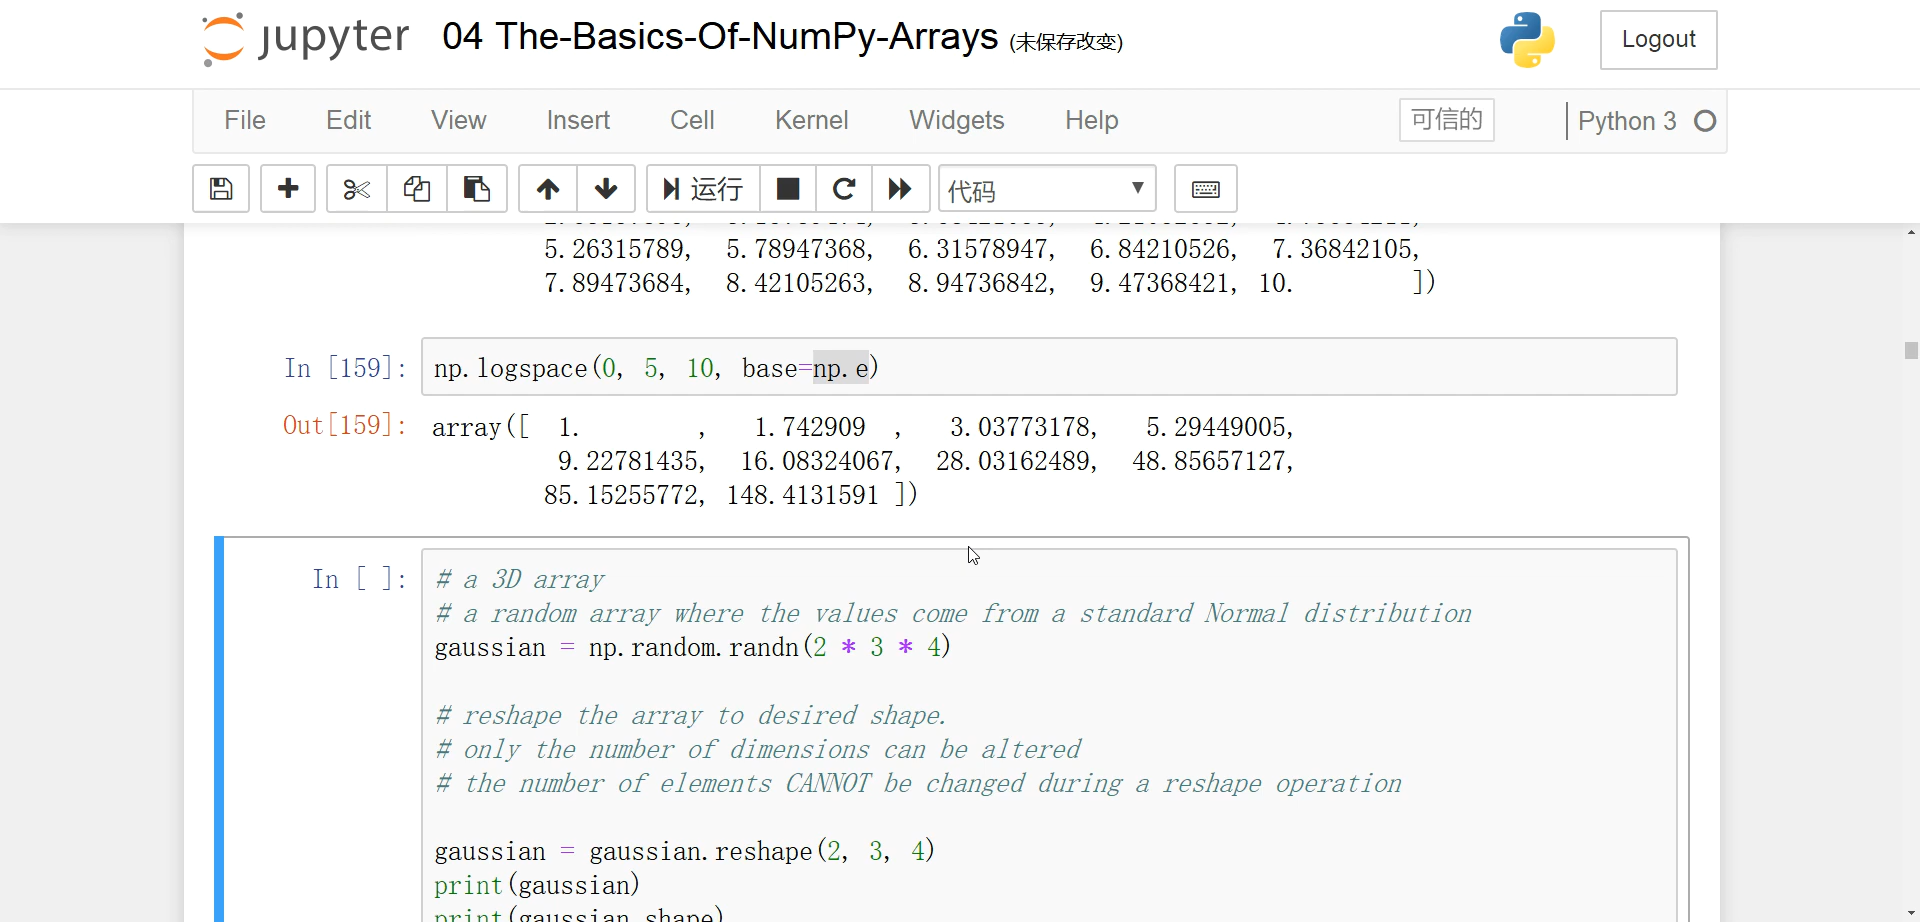 jupyter 04 The-Basics-Of-NumPy-Arrays (未保存改变) Logout
File Edit View Insert Cell Kernel Widgets Help 可信的 Python 3
运行 代码
5.26315789, 5.78947368, 6.31578947, 6.84210526, 7.36842105,
7.89473684, 8.42105263, 8.94736842, 9.47368421, 10. ])
In [159]: np.logspace(0, 5, 10, base=np.e)
Out[159]: array([ 1. , 1.742909 , 3.03773178, 5.29449005,
9.22781435, 16.08324067, 28.03162489, 48.85657127,
85.15255772, 148.4131591 ])
In [ ]: # a 3D array
# a random array where the values come from a standard Normal distribution
gaussian = np.random.randn(2 * 3 * 4)
# reshape the array to desired shape.
# only the number of dimensions can be altered
# the number of elements CANNOT be changed during a reshape operation
gaussian = gaussian.reshape(2, 3, 4)
print(gaussian)
print(gaussian.shape)